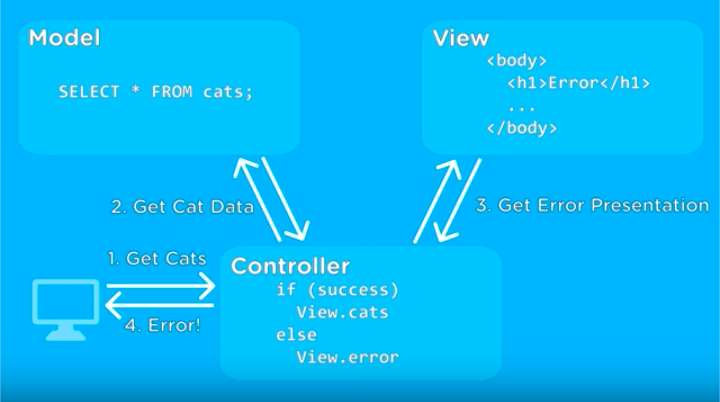 Model
SELECT * FROM cats;
View
<body>
<h1>Error</h1>
...
</body>
2. Get Cat Data
3. Get Error Presentation
1. Get Cats
4. Error!
Controller
if (success)
View.cats
else
View.error